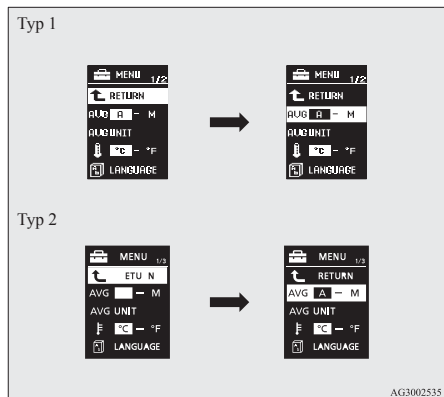 Typ 1
MENU 1/2
RETURN
AVG A - M
AVG UNIT
°C - °F
LANGUAGE
MENU 1/2
RETURN
AVG A - M
AVG UNIT
°C - °F
LANGUAGE
Typ 2
MENU 1/3
ETU N
AVG - M
AVG UNIT
°C - °F
LANGUAGE
MENU 1/3
RETURN
AVG A - M
AVG UNIT
°C - °F
LANGUAGE
AG3002535